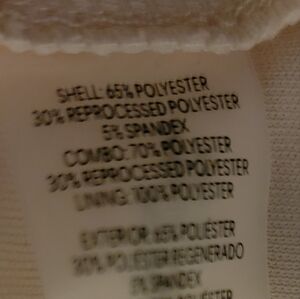 SHELL: 65% POLYESTER
30% REPROCESSED POLYESTER
5% SPANDEX
COMBO: 70% POLYESTER
30% REPROCESSED POLYESTER
LINING: 100% POLYESTER
EXTERIOR: 65% POLIÉSTER
30% POLIÉSTER REGENERADO
5% SPANDEX